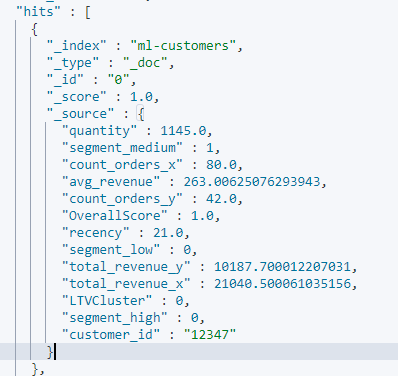 "hits" : [
{
"_index" : "ml-customers",
"_type" : "_doc",
"_id" : "0",
"_score" : 1.0,
"_source" : {
"quantity" : 1145.0,
"segment_medium" : 1,
"count_orders_x" : 80.0,
"avg_revenue" : 263.00625076293943,
"count_orders_y" : 42.0,
"OverallScore" : 1.0,
"recency" : 21.0,
"segment_low" : 0,
"total_revenue_y" : 10187.700012207031,
"total_revenue_x" : 21040.500061035156,
"LTVCluster" : 0,
"segment_high" : 0,
"customer_id" : "12347"
}
},